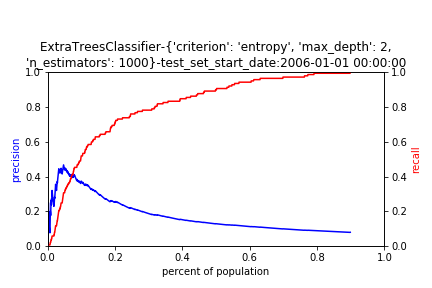 ExtraTreesClassifier-{'criterion': 'entropy', 'max_depth': 2,
'n_estimators': 1000}-test_set_start_date:2006-01-01 00:00:00
1.0
0.8
0.6
0.4
0.2
0.0
precision
1.0
0.8
0.6
0.4
0.2
0.0
recall
0.0 0.2 0.4 0.6 0.8 1.0
percent of population